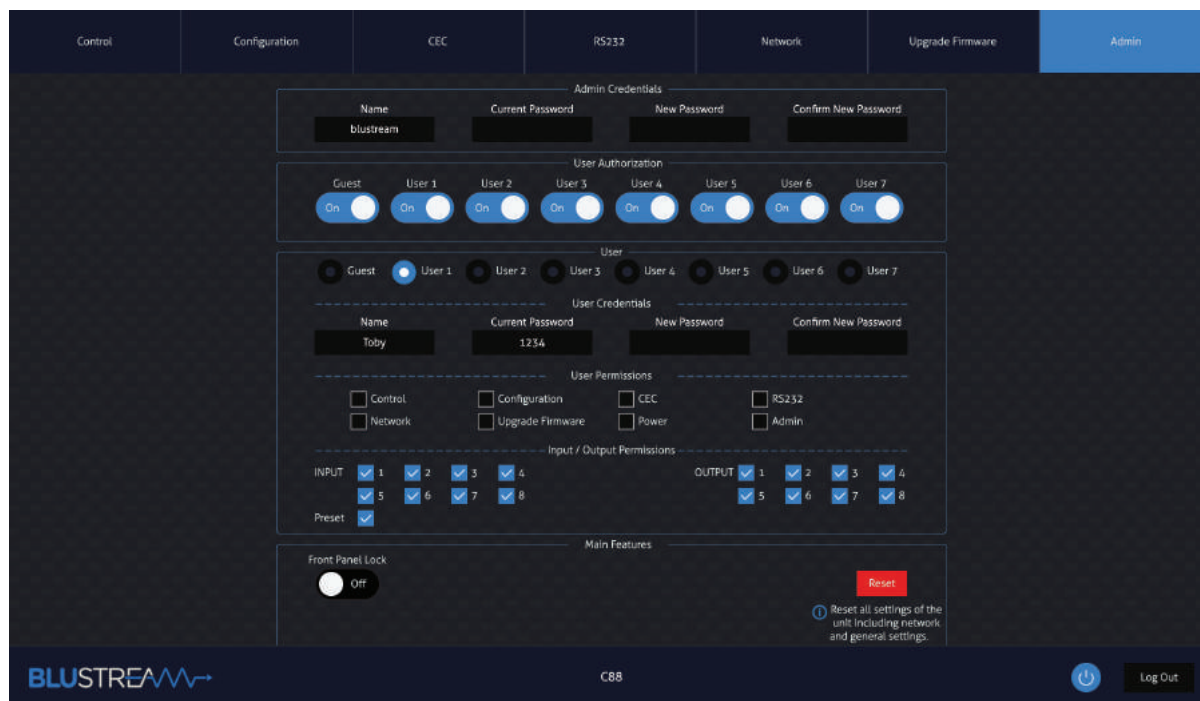 Control Configuration CEC RS232 Network Upgrade Firmware Admin
Admin Credentials
Name Current Password New Password Confirm New Password
blustream
User Authorization
Guest User 1 User 2 User 3 User 4 User 5 User 6 User 7
On On On On On On On On
User
Guest User 1 User 2 User 3 User 4 User 5 User 6 User 7
User Credentials
Name Current Password New Password Confirm New Password
Toby 1234
User Permissions
Control Configuration CEC RS232
Network Upgrade Firmware Power Admin
Input / Output Permissions
INPUT 1 2 3 4 OUTPUT 1 2 3 4
5 6 7 8 5 6 7 8
Preset
Main Features
Front Panel Lock
Off Reset
Reset all settings of the
unit including network
and general settings.
BLUSTREAM C88 Log Out